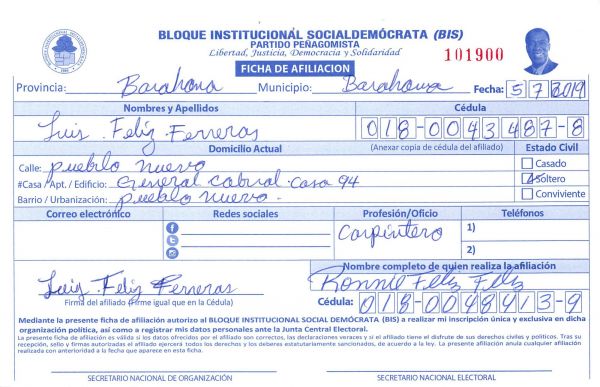 BLOQUE INSTITUCIONAL SOCIALDEMÓCRATA (BIS)
PARTIDO PEÑAGOMISTA
Libertad, Justicia, Democracia y Solidaridad
101900
FICHA DE AFILIACION
Provincia: Barahona Municipio: Barahona Fecha: 5 7 2019
Nombres y Apellidos Cédula
Luis Feliz Ferreras 018-0043487-8
Domicilio Actual (Anexar copia de cédula del afiliado) Estado Civil
Calle: Pueblo nuevo Casado
#Casa / Apt. / Edificio: General Cabral Casa 94 Soltero
Barrio / Urbanización: Pueblo nuevo. Conviviente
Correo electrónico Redes sociales Profesión/Oficio Teléfonos
Carpintero 1)
2)
Nombre completo de quien realiza la afiliación
Luiz Feliz Ferreras Ronnie Feliz Feliz
Firma del afiliado (Firme igual que en la Cédula) Cédula: 018-0048413-9
Mediante la presente ficha de afiliación autorizo al BLOQUE INSTITUCIONAL SOCIAL DEMÓCRATA (BIS) a realizar mi inscripción única y exclusiva en dicha
organización política, así como a registrar mis datos personales ante la Junta Central Electoral.
La presente ficha de afiliación es válida si los datos ofrecidos por el afiliado son correctos, las declaraciones veraces y si el afiliado tiene el disfrute de sus derechos civiles y políticos. Tras su
recepción, sello y firmas autorizadas el afiliado ejercerá todos los derechos y los deberes estatutariamente sancionados, de acuerdo a la ley. La presente afiliación anula cualquier afiliación
realizada con anterioridad a la fecha que aparece en esta ficha.
SECRETARIO NACIONAL DE ORGANIZACIÓN SECRETARIO NACIONAL ELECTORAL